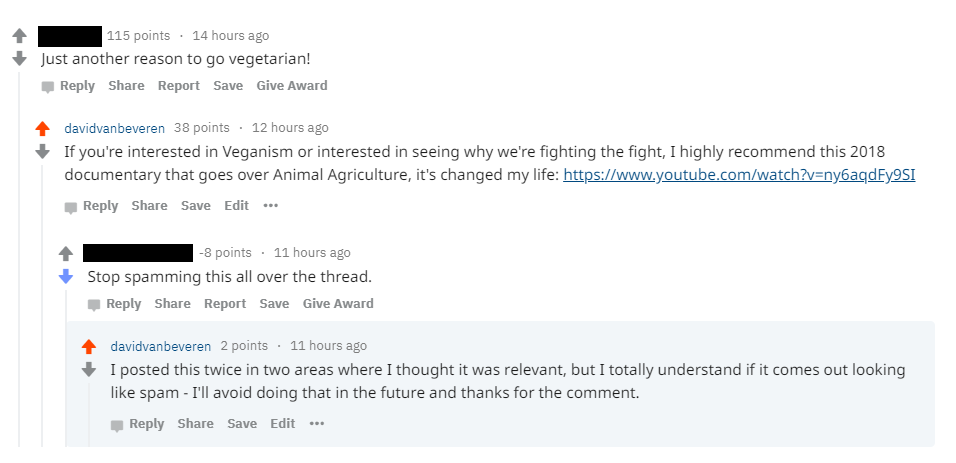 115 points · 14 hours ago
Just another reason to go vegetarian!
Reply Share Report Save Give Award
davidvanbeveren 38 points · 12 hours ago
If you're interested in Veganism or interested in seeing why we're fighting the fight, I highly recommend this 2018
documentary that goes over Animal Agriculture, it's changed my life: https://www.youtube.com/watch?v=ny6aqdFy9SI
Reply Share Save Edit •••
-8 points · 11 hours ago
Stop spamming this all over the thread.
Reply Share Report Save Give Award
davidvanbeveren 2 points · 11 hours ago
I posted this twice in two areas where I thought it was relevant, but I totally understand if it comes out looking
like spam - I'll avoid doing that in the future and thanks for the comment.
Reply Share Save Edit •••